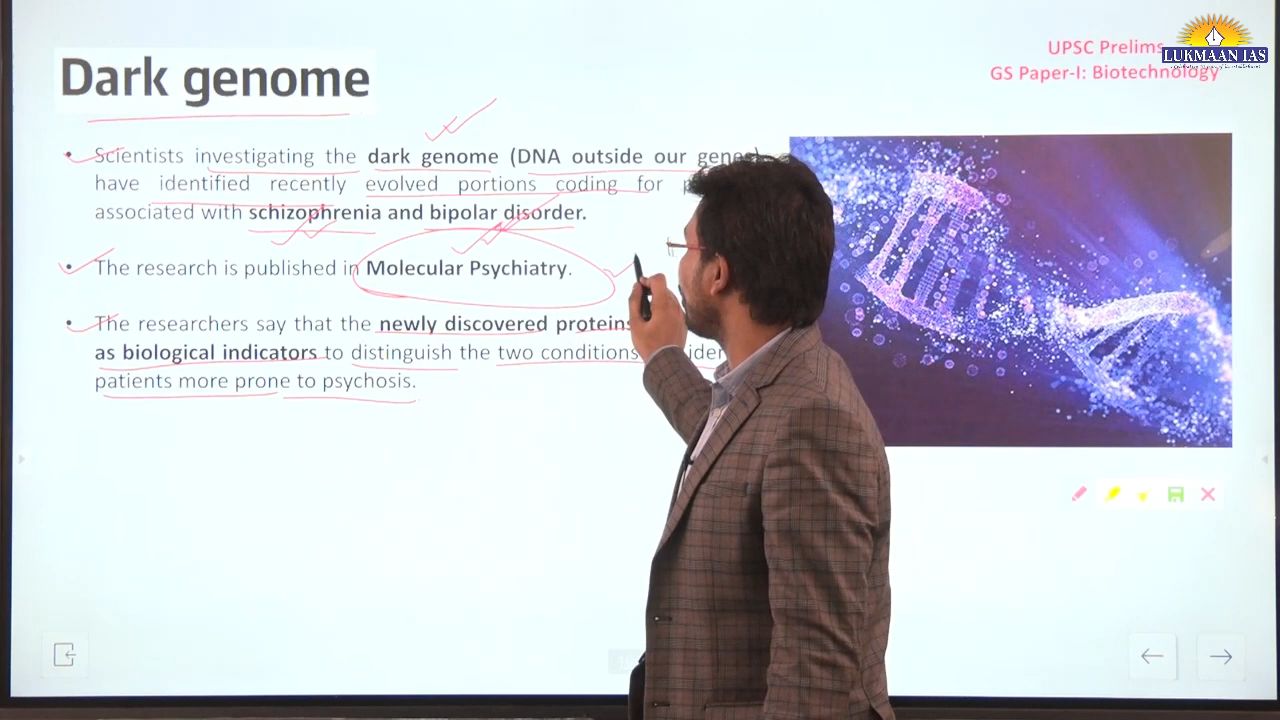 Dark genome
UPSC Prelims
LUKMAAN IAS
GS Paper-I: Biotechnology
• Scientists investigating the dark genome (DNA outside our genes)
have identified recently evolved portions coding for
associated with schizophrenia and bipolar disorder.
• The research is published in Molecular Psychiatry.
• The researchers say that the newly discovered proteins
as biological indicators to distinguish the two conditions
patients more prone to psychosis.